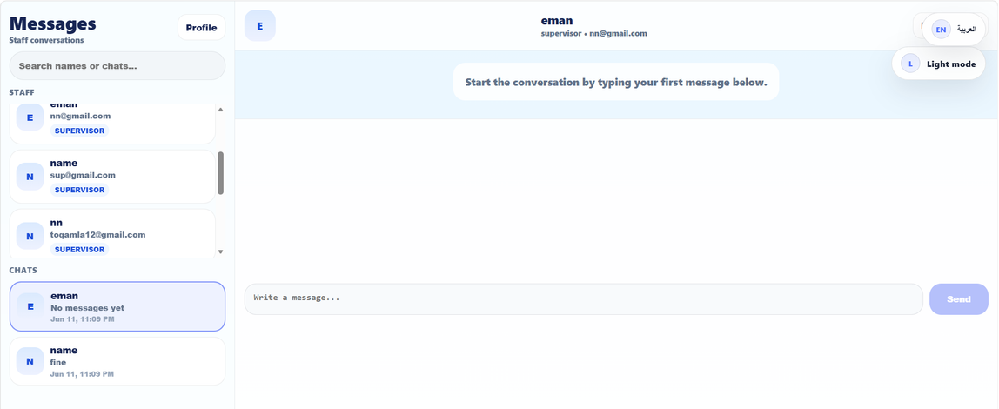 Messages
Staff conversations
Profile
Search names or chats...
STAFF
eman
E
nn@gmail.com
SUPERVISOR
name
N
sup@gmail.com
SUPERVISOR
nn
N
toqamla12@gmail.com
SUPERVISOR
CHATS
eman
E
No messages yet
Jun 11, 11:09 PM
name
N
fine
Jun 11, 11:09 PM
E
eman
supervisor • nn@gmail.com
EN
العربية
L
Light mode
Start the conversation by typing your first message below.
Write a message...
Send